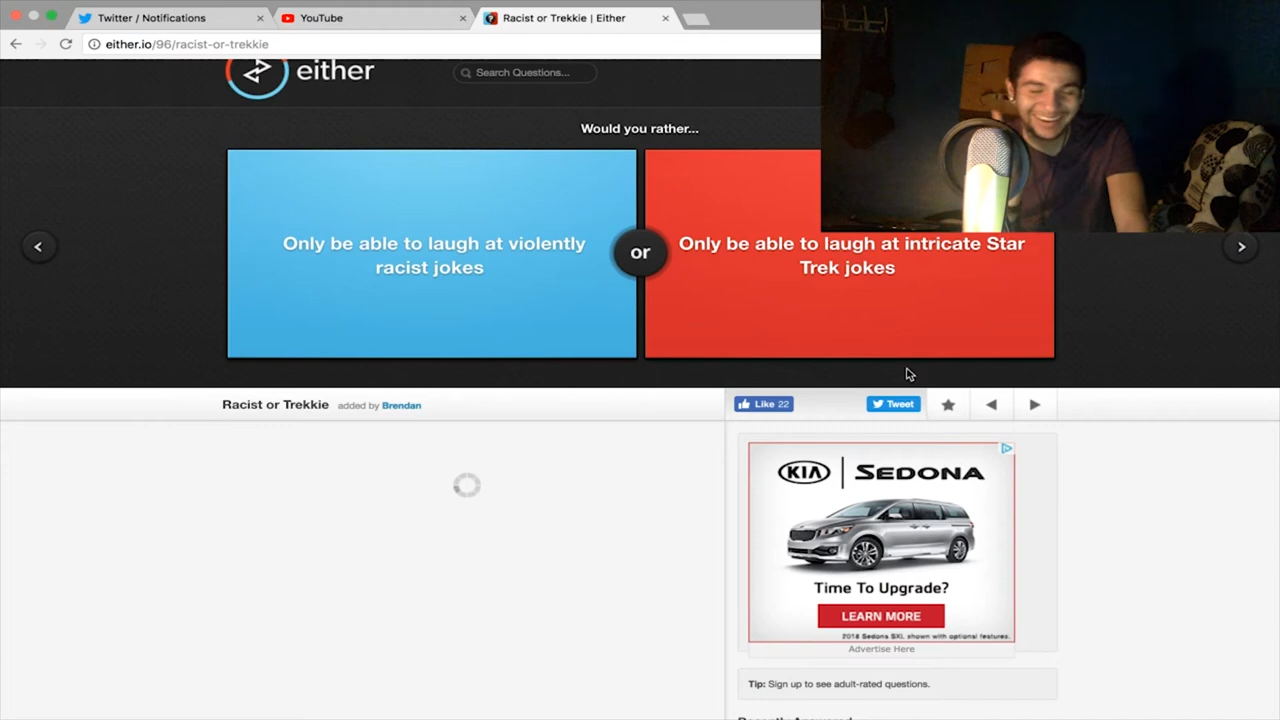 Twitter / Notifications
YouTube
Racist or Trekkie | Either
either.io/96/racist-or-trekkie
either
Search Questions...
Would you rather...
Only be able to laugh at violently
racist jokes
or
Only be able to laugh at intricate Star
Trek jokes
Racist or Trekkie added by Brendan
Like 22
Tweet
KIA SEDONA
Time To Upgrade?
LEARN MORE
2018 Sedona SXL shown with optional features.
Advertise Here
Tip: Sign up to see adult-rated questions.
Recently Answered